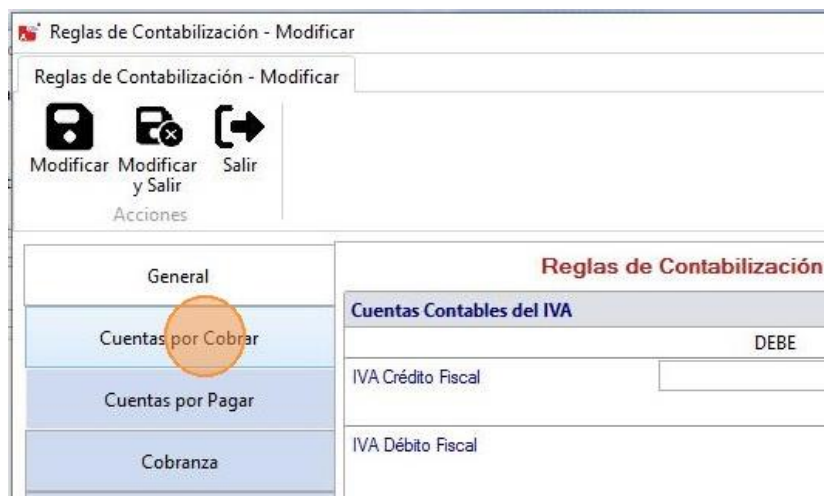 Reglas de Contabilización - Modificar
Reglas de Contabilización - Modificar
Modificar Modificar y Salir Salir
Acciones
General
Cuentas por Cobrar
Cuentas por Pagar
Cobranza
Reglas de Contabilización
Cuentas Contables del IVA
DEBE
IVA Crédito Fiscal
IVA Débito Fiscal